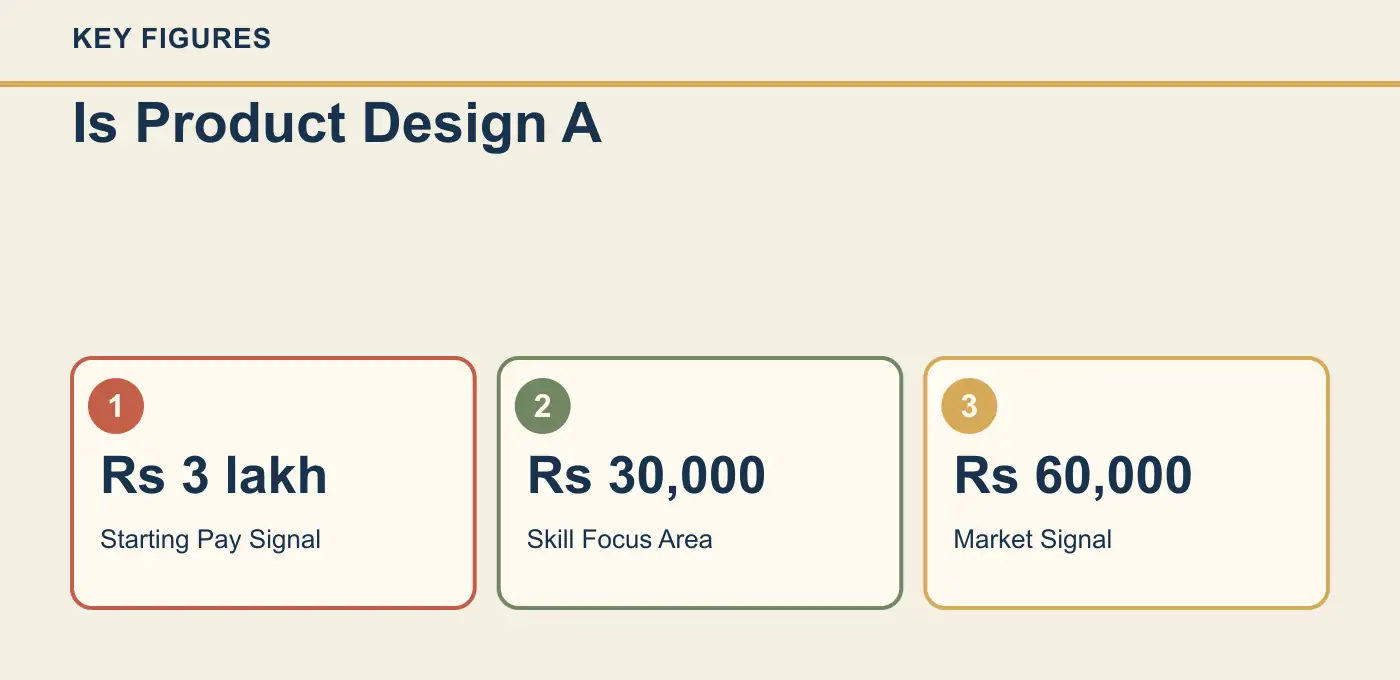 KEY FIGURES
Is Product Design A
1
Rs 3 lakh
Starting Pay Signal
2
Rs 30,000
Skill Focus Area
3
Rs 60,000
Market Signal